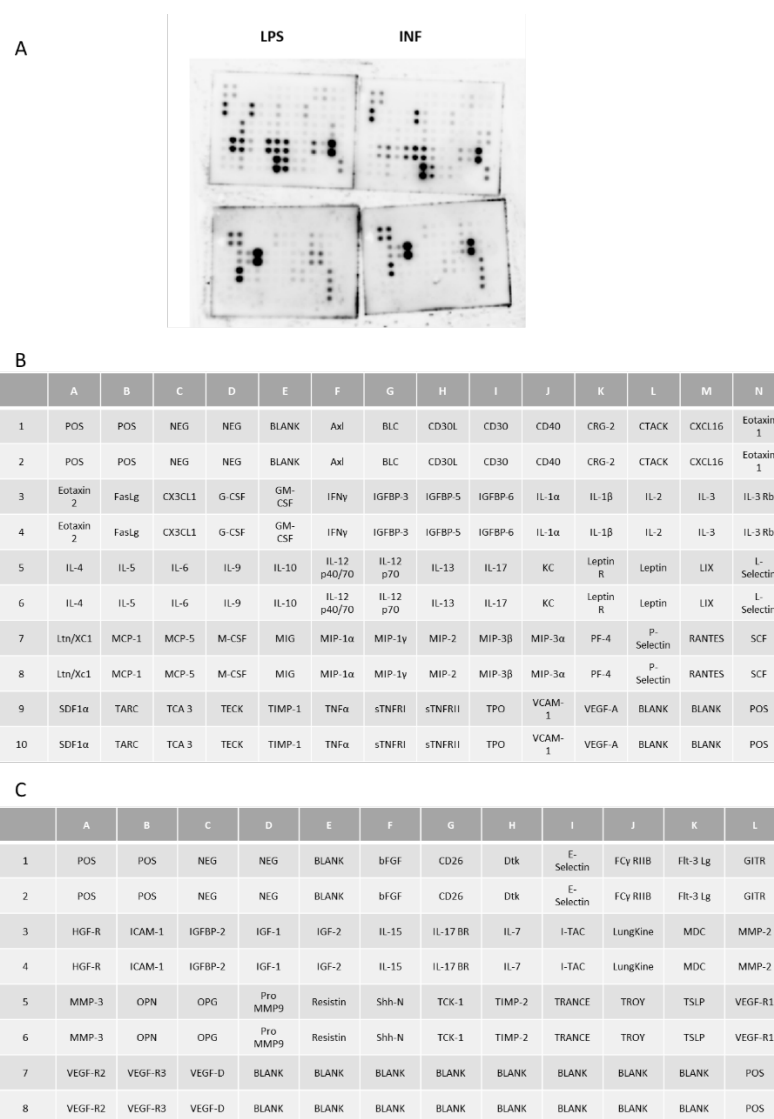 A
LPS INF
B
A B C D E F G H I J K L M N
1 POS POS NEG NEG BLANK Axl BLC CD30L CD30 CD40 CRG-2 CTACK CXCL16 Eotaxin 1
2 POS POS NEG NEG BLANK Axl BLC CD30L CD30 CD40 CRG-2 CTACK CXCL16 Eotaxin 1
3 Eotaxin 2 FasLg CX3CL1 G-CSF GM-CSF IFNγ IGFBP-3 IGFBP-5 IGFBP-6 IL-1α IL-1β IL-2 IL-3 IL-3 Rb
4 Eotaxin 2 FasLg CX3CL1 G-CSF GM-CSF IFNγ IGFBP-3 IGFBP-5 IGFBP-6 IL-1α IL-1β IL-2 IL-3 IL-3 Rb
5 IL-4 IL-5 IL-6 IL-9 IL-10 IL-12 p40/70 IL-12 p70 IL-13 IL-17 KC Leptin R Leptin LIX L-Selectin
6 IL-4 IL-5 IL-6 IL-9 IL-10 IL-12 p40/70 IL-12 p70 IL-13 IL-17 KC Leptin R Leptin LIX L-Selectin
7 Ltn/XC1 MCP-1 MCP-5 M-CSF MIG MIP-1α MIP-1γ MIP-2 MIP-3β MIP-3α PF-4 P-Selectin RANTES SCF
8 Ltn/Xc1 MCP-1 MCP-5 M-CSF MIG MIP-1α MIP-1γ MIP-2 MIP-3β MIP-3α PF-4 P-Selectin RANTES SCF
9 SDF1α TARC TCA 3 TECK TIMP-1 TNFα sTNFRI sTNFRII TPO VCAM-1 VEGF-A BLANK BLANK POS
10 SDF1α TARC TCA 3 TECK TIMP-1 TNFα sTNFRI sTNFRII TPO VCAM-1 VEGF-A BLANK BLANK POS
C
A B C D E F G H I J K L
1 POS POS NEG NEG BLANK bFGF CD26 Dtk E-Selectin FCγ RIIB Flt-3 Lg GITR
2 POS POS NEG NEG BLANK bFGF CD26 Dtk E-Selectin FCγ RIIB Flt-3 Lg GITR
3 HGF-R ICAM-1 IGFBP-2 IGF-1 IGF-2 IL-15 IL-17 BR IL-7 I-TAC LungKine MDC MMP-2
4 HGF-R ICAM-1 IGFBP-2 IGF-1 IGF-2 IL-15 IL-17 BR IL-7 I-TAC LungKine MDC MMP-2
5 MMP-3 OPN OPG Pro MMP9 Resistin Shh-N TCK-1 TIMP-2 TRANCE TROY TSLP VEGF-R1
6 MMP-3 OPN OPG Pro MMP9 Resistin Shh-N TCK-1 TIMP-2 TRANCE TROY TSLP VEGF-R1
7 VEGF-R2 VEGF-R3 VEGF-D BLANK BLANK BLANK BLANK BLANK BLANK BLANK BLANK POS
8 VEGF-R2 VEGF-R3 VEGF-D BLANK BLANK BLANK BLANK BLANK BLANK BLANK BLANK POS